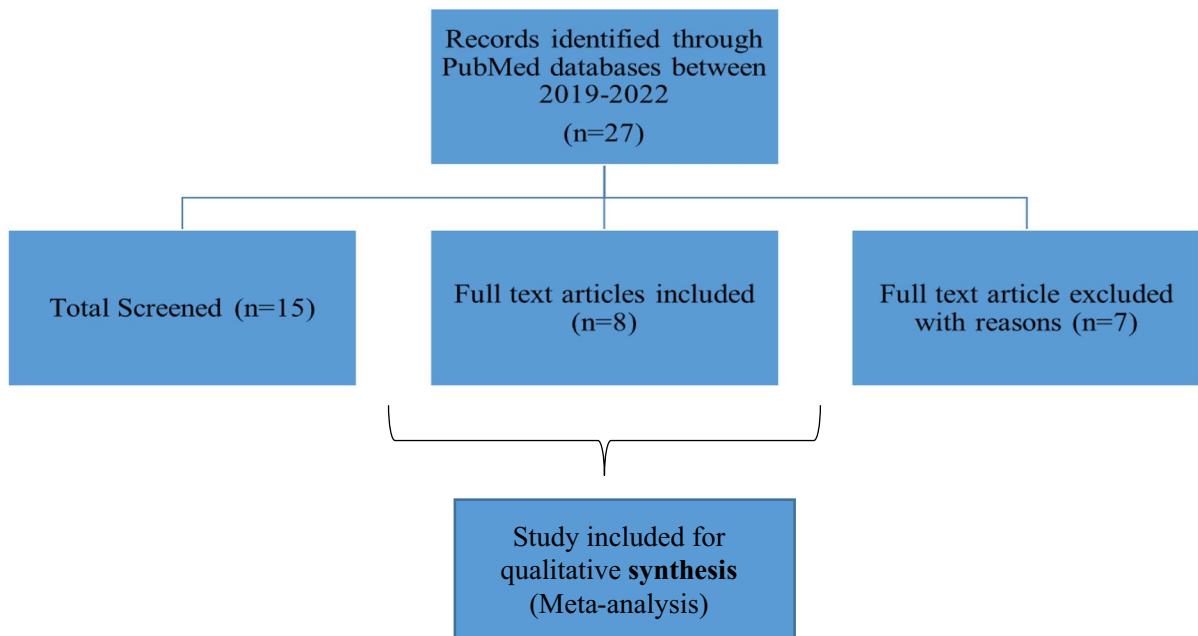 Records identified through
PubMed databases between
2019-2022
(n=27)
Total Screened (n=15)
Full text articles included
(n=8)
Full text article excluded
with reasons (n=7)
Study included for
qualitative synthesis
(Meta-analysis)